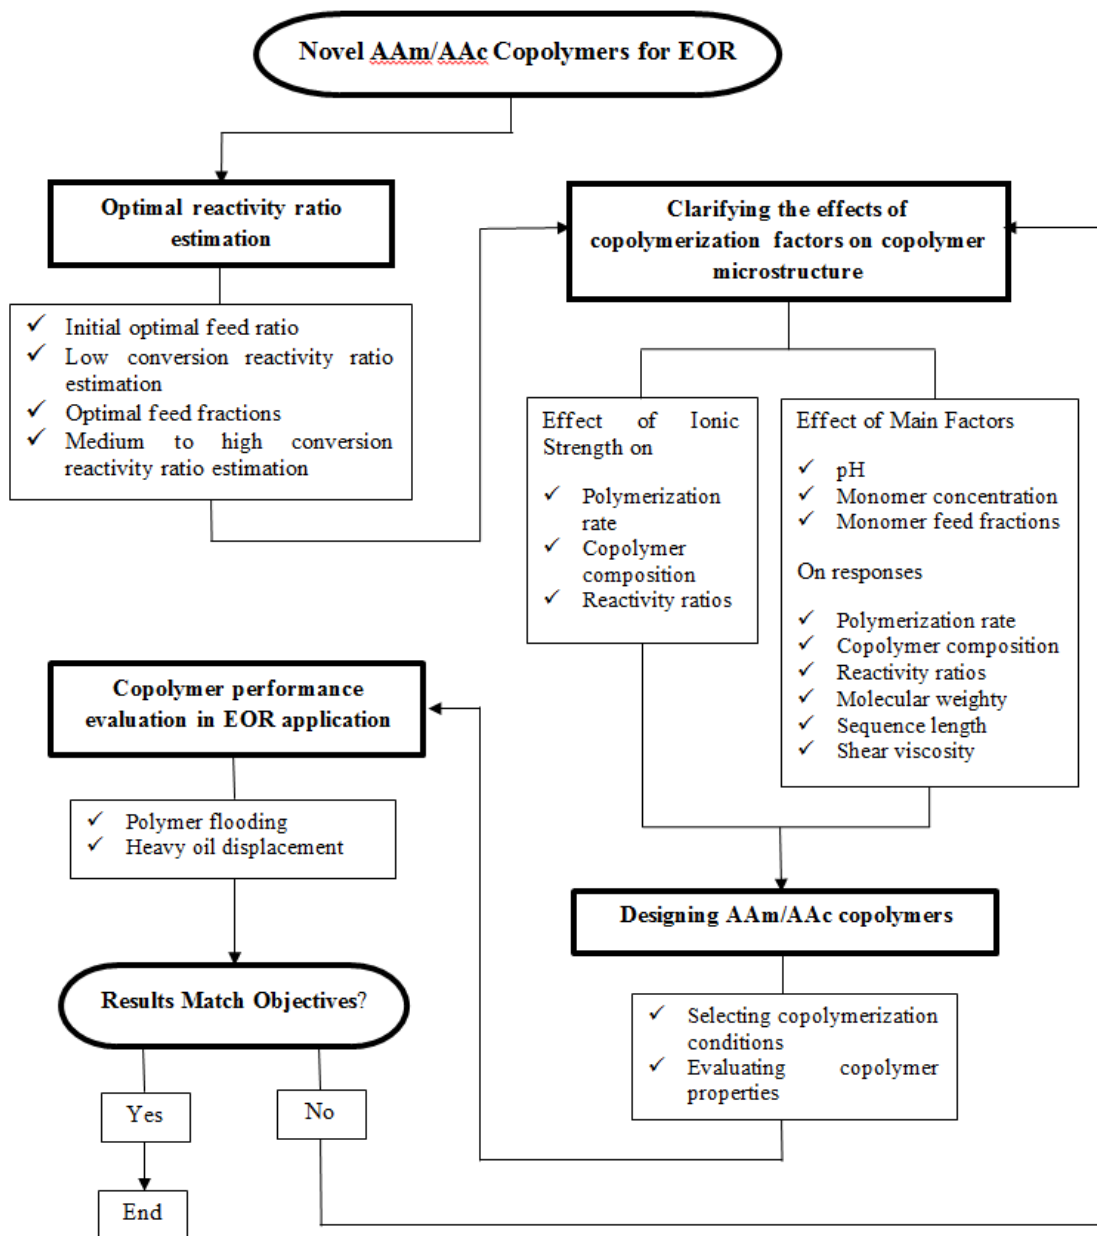 Novel AAm/AAc Copolymers for EOR
Optimal reactivity ratio
estimation
✓ Initial optimal feed ratio
✓ Low conversion reactivity ratio
estimation
✓ Optimal feed fractions
✓ Medium to high conversion
reactivity ratio estimation
Clarifying the effects of
copolymerization factors on copolymer
microstructure
Effect of Ionic
Strength on
✓ Polymerization
rate
✓ Copolymer
composition
✓ Reactivity ratios
Effect of Main Factors
✓ pH
✓ Monomer concentration
✓ Monomer feed fractions
On responses
✓ Polymerization rate
✓ Copolymer composition
✓ Reactivity ratios
✓ Molecular weighty
✓ Sequence length
✓ Shear viscosity
Designing AAm/AAc copolymers
✓ Selecting copolymerization
conditions
✓ Evaluating copolymer
properties
Copolymer performance
evaluation in EOR application
✓ Polymer flooding
✓ Heavy oil displacement
Results Match Objectives?
Yes
No
End